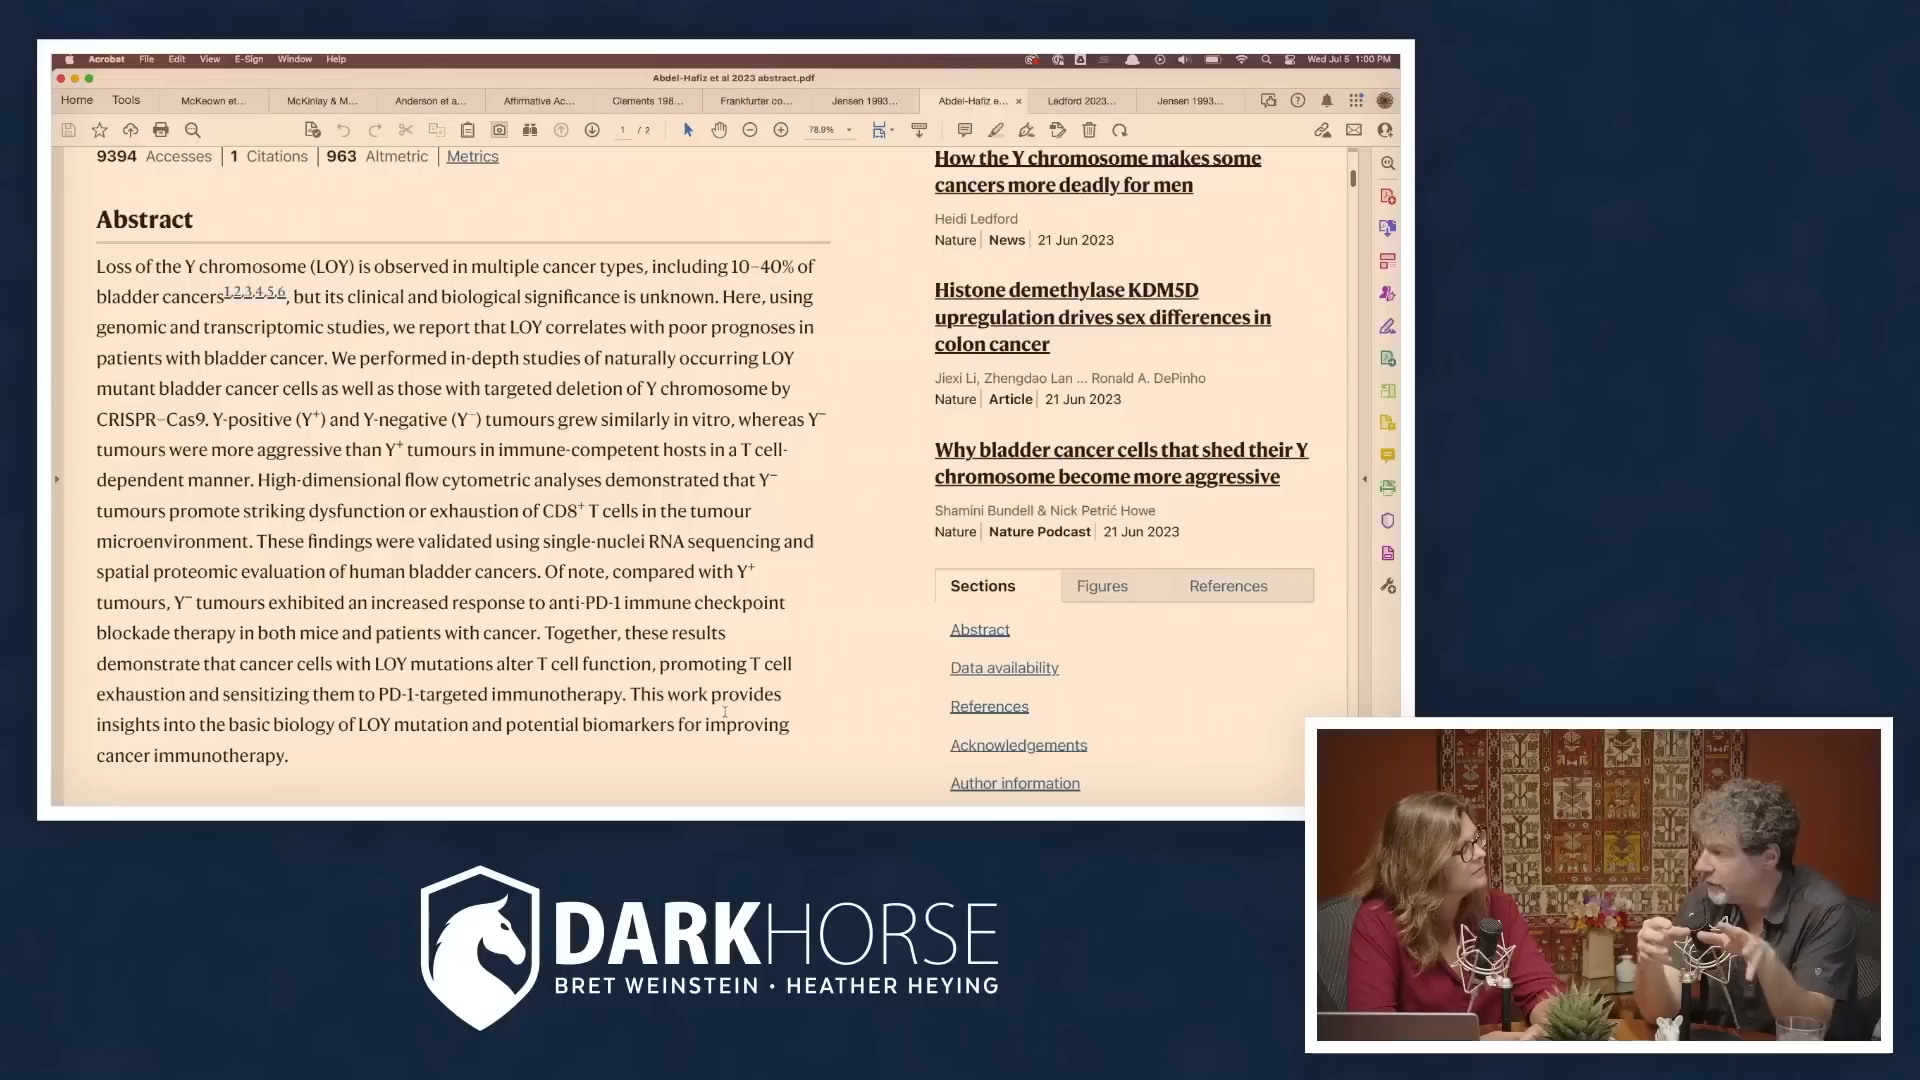 Acrobat File Edit View E-Sign Window Help
Wed Jul 5 1:00 PM
Abdel-Hafiz et al 2023 abstract.pdf
Home Tools McKeown et... McKinlay & M... Anderson et a... Affirmative Ac... Clements 198... Frankfurter co... Jensen 1993... Abdel-Hafiz e... × Ledford 2023... Jensen 1993...
1 / 2 78.9%
9394 Accesses | 1 Citations | 963 Altmetric | Metrics
Abstract
Loss of the Y chromosome (LOY) is observed in multiple cancer types, including 10–40% of
bladder cancers1,2,3,4,5,6, but its clinical and biological significance is unknown. Here, using
genomic and transcriptomic studies, we report that LOY correlates with poor prognoses in
patients with bladder cancer. We performed in-depth studies of naturally occurring LOY
mutant bladder cancer cells as well as those with targeted deletion of Y chromosome by
CRISPR–Cas9. Y-positive (Y+) and Y-negative (Y−) tumours grew similarly in vitro, whereas Y−
tumours were more aggressive than Y+ tumours in immune-competent hosts in a T cell-
dependent manner. High-dimensional flow cytometric analyses demonstrated that Y−
tumours promote striking dysfunction or exhaustion of CD8+ T cells in the tumour
microenvironment. These findings were validated using single-nuclei RNA sequencing and
spatial proteomic evaluation of human bladder cancers. Of note, compared with Y+
tumours, Y− tumours exhibited an increased response to anti-PD-1 immune checkpoint
blockade therapy in both mice and patients with cancer. Together, these results
demonstrate that cancer cells with LOY mutations alter T cell function, promoting T cell
exhaustion and sensitizing them to PD-1-targeted immunotherapy. This work provides
insights into the basic biology of LOY mutation and potential biomarkers for improving
cancer immunotherapy.
How the Y chromosome makes some
cancers more deadly for men
Heidi Ledford
Nature | News | 21 Jun 2023
Histone demethylase KDM5D
upregulation drives sex differences in
colon cancer
Jiexi Li, Zhengdao Lan ... Ronald A. DePinho
Nature | Article | 21 Jun 2023
Why bladder cancer cells that shed their Y
chromosome become more aggressive
Shamini Bundell & Nick Petrić Howe
Nature | Nature Podcast | 21 Jun 2023
Sections Figures References
Abstract
Data availability
References
Acknowledgements
Author information
DARKHORSE
BRET WEINSTEIN • HEATHER HEYING